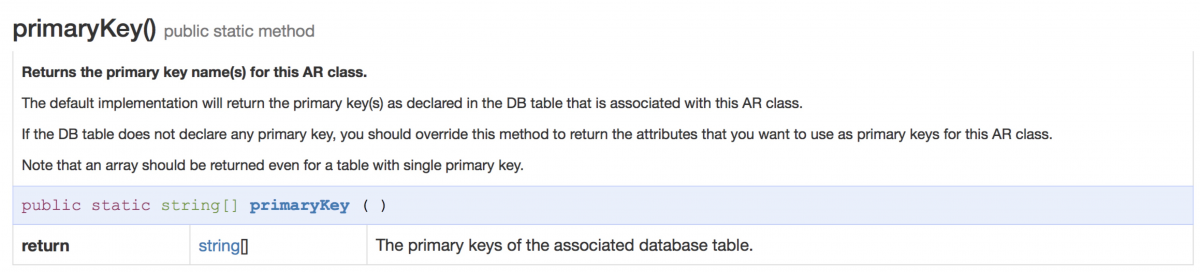 primaryKey() public static method
Returns the primary key name(s) for this AR class.
The default implementation will return the primary key(s) as declared in the DB table that is associated with this AR class.
If the DB table does not declare any primary key, you should override this method to return the attributes that you want to use as primary keys for this AR class.
Note that an array should be returned even for a table with single primary key.
public static string[] primaryKey ( )
return string[] The primary keys of the associated database table.